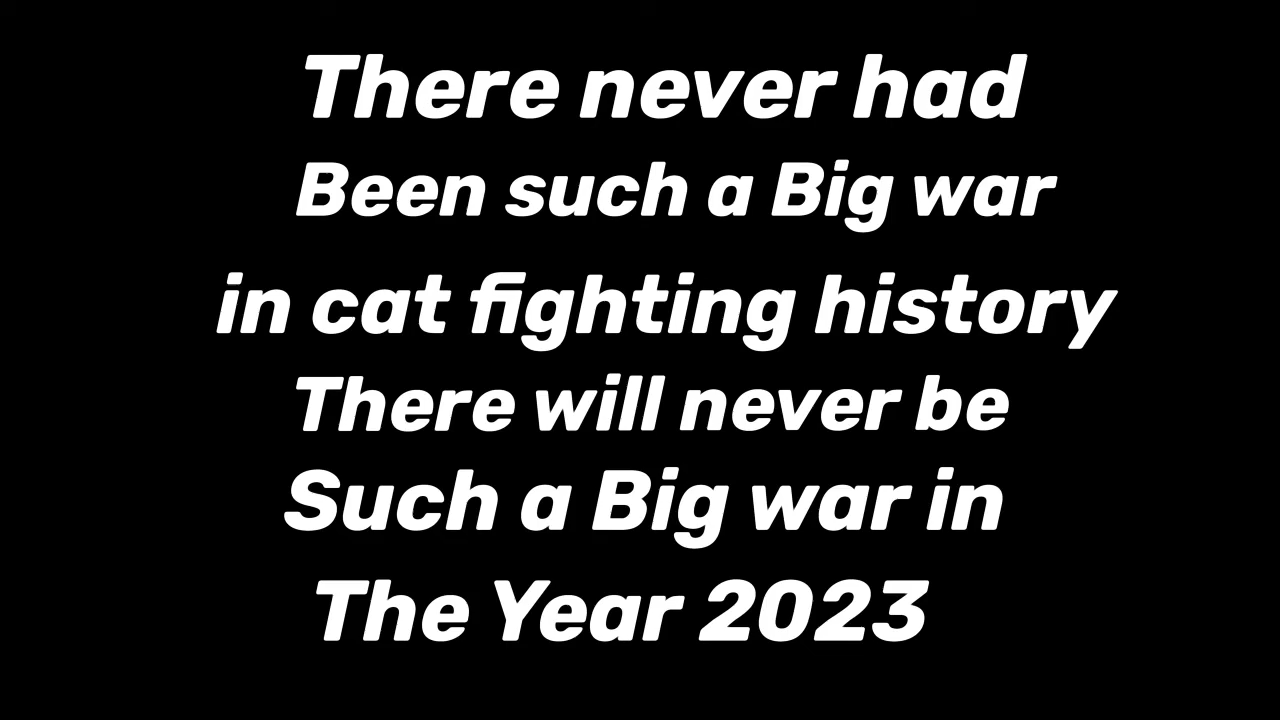 There never had
Been such a Big war
in cat fighting history
There will never be
Such a Big war in
The Year 2023